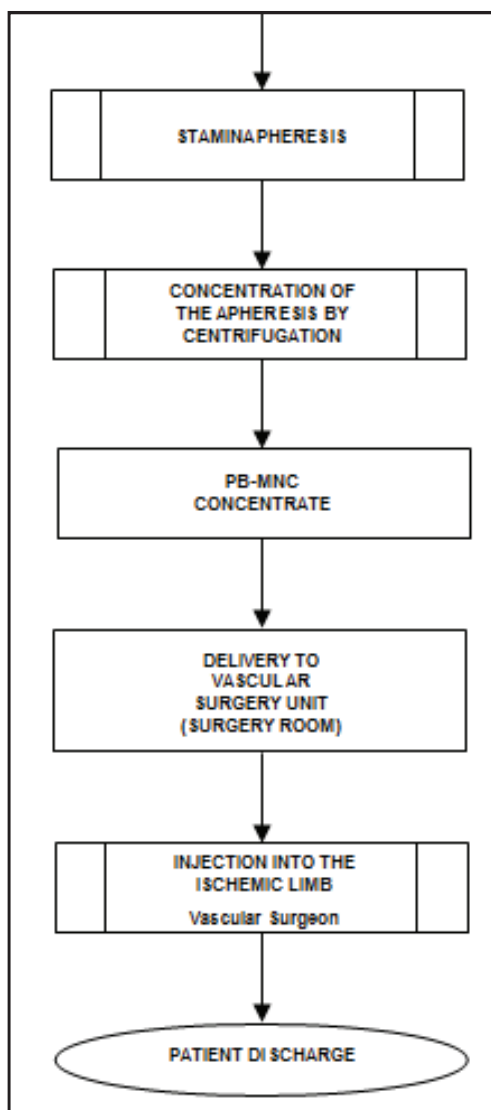 STAMINAPHERESIS
CONCENTRATION OF
THE APHERESIS BY
CENTRIFUGATION
PB-MNC
CONCENTRATE
DELIVERY TO
VASCULAR
SURGERY UNIT
(SURGERY ROOM)
INJECTION INTO THE
ISCHEMIC LIMB
Vascular Surgeon
PATIENT DISCHARGE